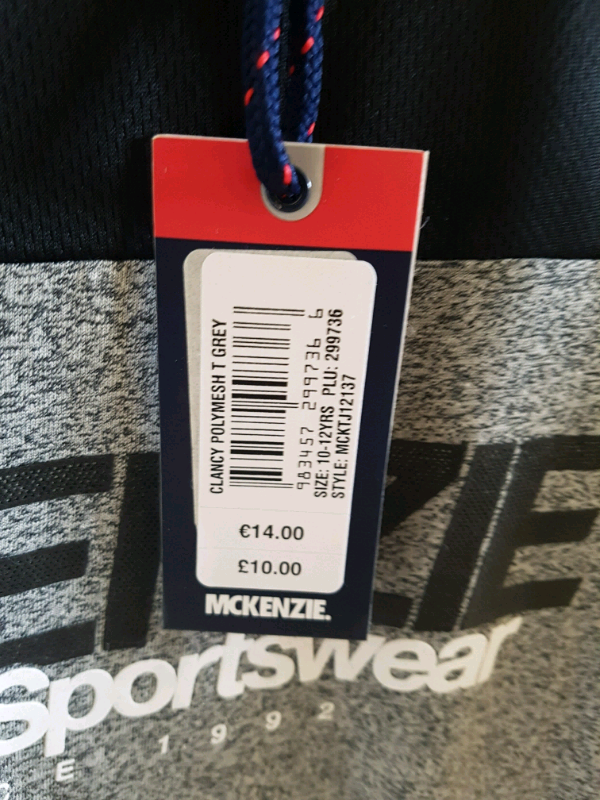 CLANCY POLYMESH T GREY
983457 299736 6
SIZE: 10-12YRS PLU: 299736
STYLE: MCKTJ12137
€14.00
£10.00
MCKENZIE.
ENZIE
Sportswear
E 1992